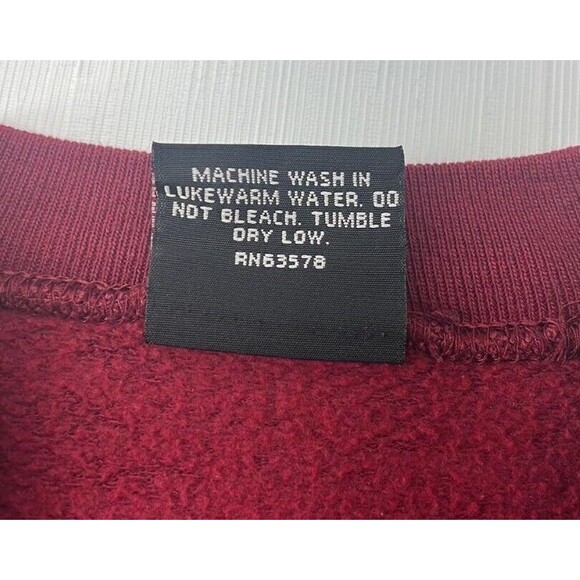 MACHINE WASH IN
LUKEWARM WATER. DO
NOT BLEACH. TUMBLE
DRY LOW.
RN63578